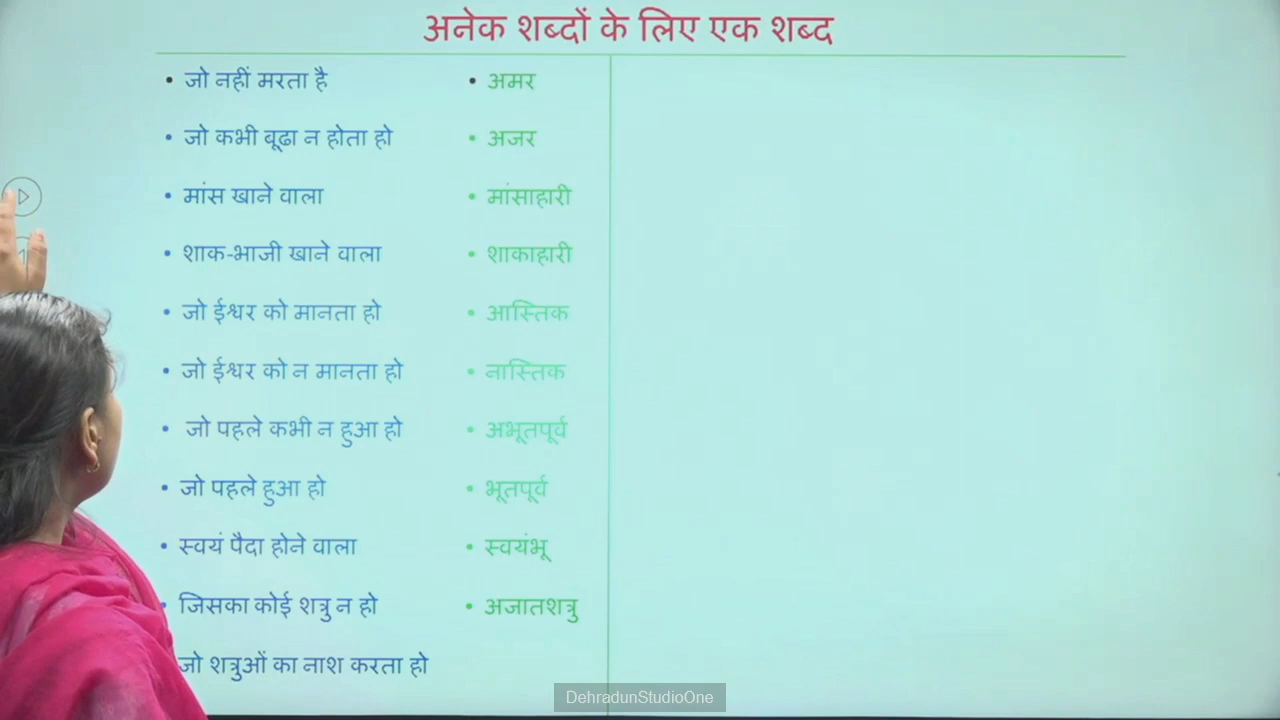 अनेक शब्दों के लिए एक शब्द
• जो नहीं मरता है • अमर
• जो कभी बूढा न होता हो • अजर
• मांस खाने वाला • मांसाहारी
• शाक-भाजी खाने वाला • शाकाहारी
• जो ईश्वर को मानता हो • आस्तिक
• जो ईश्वर को न मानता हो • नास्तिक
• जो पहले कभी न हुआ हो • अभूतपूर्व
• जो पहले हुआ हो • भूतपूर्व
• स्वयं पैदा होने वाला • स्वयंभू
• जिसका कोई शत्रु न हो • अजातशत्रु
जो शत्रुओं का नाश करता हो
DehradunStudioOne